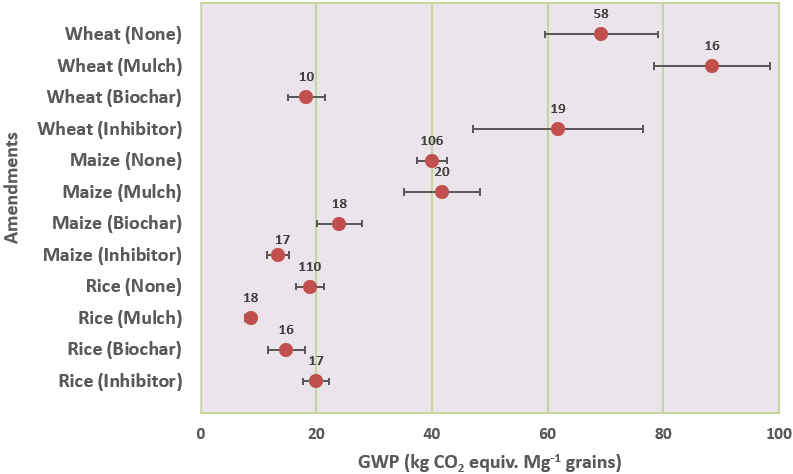 58
Wheat (None)
16
Wheat (Mulch)
10
Wheat (Biochar)
19
Wheat (Inhibitor)
106
Maize (None)
20
Maize (Mulch)
18
Maize (Biochar)
17
Maize (Inhibitor)
110
Rice (None)
18
Rice (Mulch)
16
Rice (Biochar)
17
Rice (Inhibitor)
Amendments
0 20 40 60 80 100
GWP (kg CO₂ equiv. Mg⁻¹ grains)